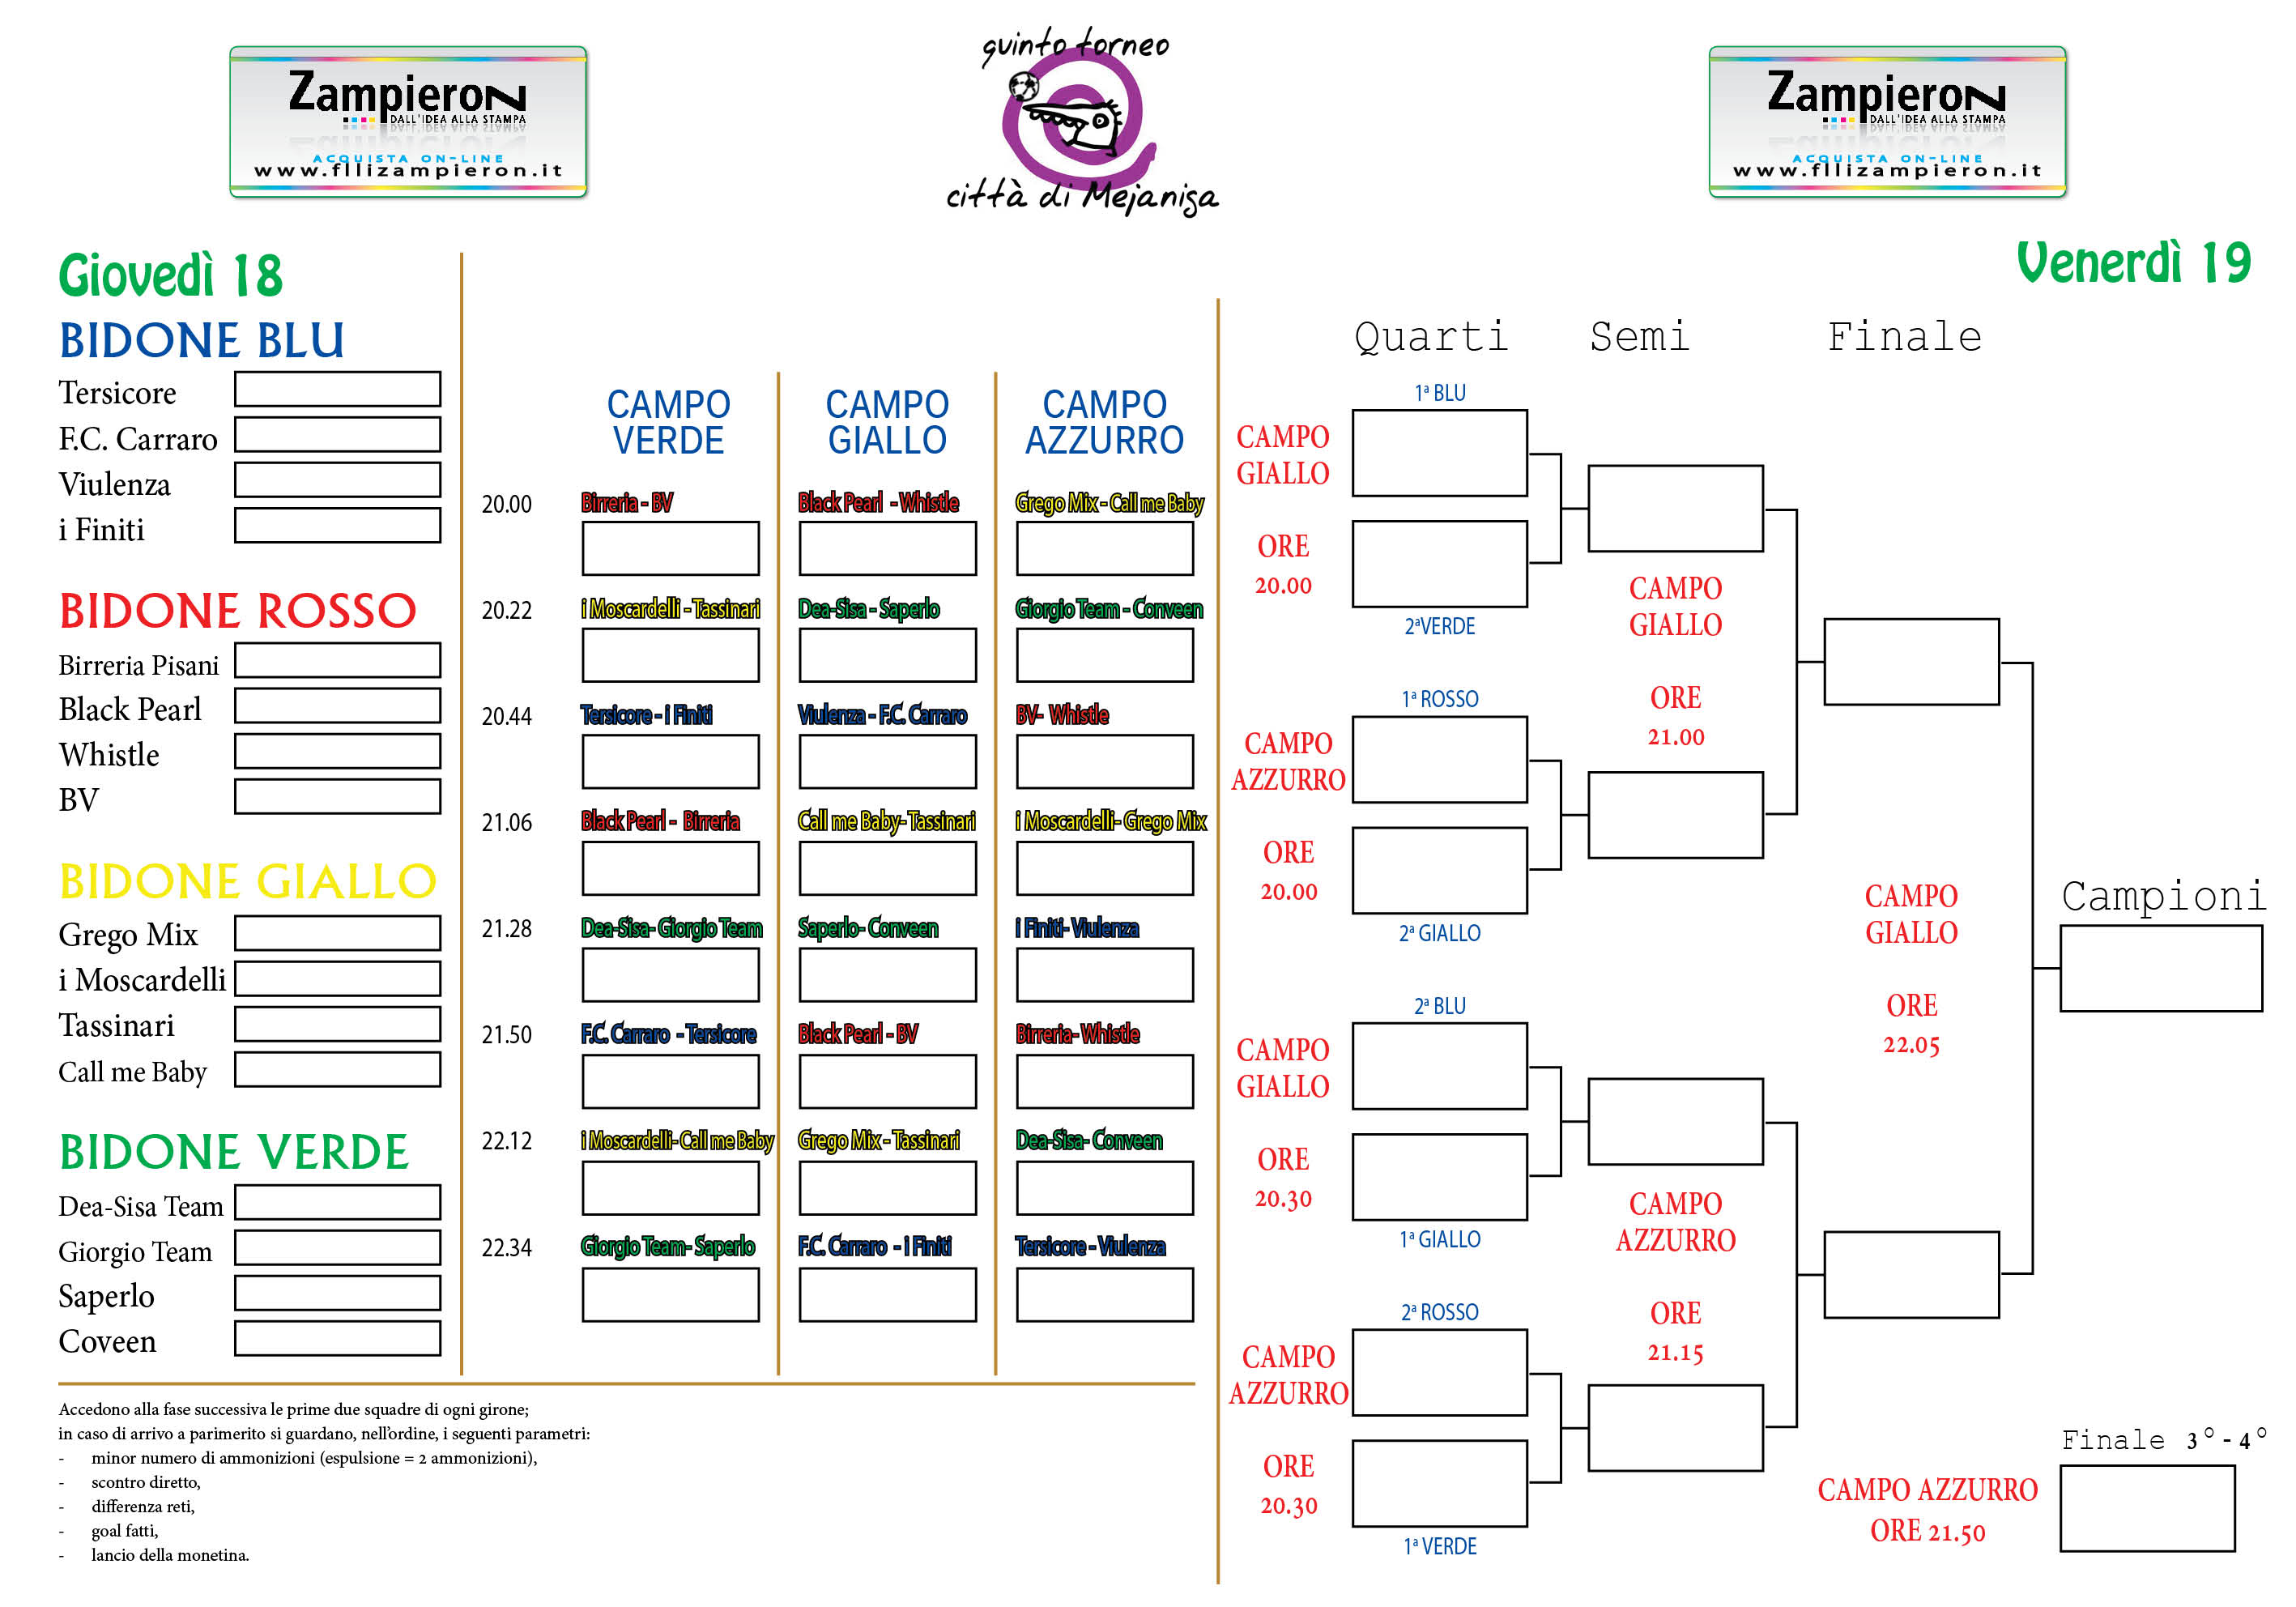 Zampieron
DALL'IDEA ALLA STAMPA
ACQUISTA ON-LINE
www.fllizampieron.it
quinto torneo
città di Mejaniga
Zampieron
DALL'IDEA ALLA STAMPA
ACQUISTA ON-LINE
www.fllizampieron.it
Giovedì 18
BIDONE BLU
Tersicore
F.C. Carraro
Viulenza
i Finiti
BIDONE ROSSO
Birreria Pisani
Black Pearl
Whistle
BV
BIDONE GIALLO
Grego Mix
i Moscardelli
Tassinari
Call me Baby
BIDONE VERDE
Dea-Sisa Team
Giorgio Team
Saperlo
Coveen
CAMPO VERDE
CAMPO GIALLO
CAMPO AZZURRO
20.00 Birreria - BV Black Pearl - Whistle Grego Mix - Call me Baby
20.22 i Moscardelli - Tassinari Dea-Sisa - Saperlo Giorgio Team - Conveen
20.44 Tersicore - i Finiti Viulenza - F.C. Carraro BV- Whistle
21.06 Black Pearl - Birreria Call me Baby- Tassinari i Moscardelli- Grego Mix
21.28 Dea-Sisa- Giorgio Team Saperlo- Conveen i Finiti- Viulenza
21.50 F.C. Carraro - Tersicore Black Pearl - BV Birreria- Whistle
22.12 i Moscardelli- Call me Baby Grego Mix - Tassinari Dea-Sisa- Conveen
22.34 Giorgio Team- Saperlo F.C. Carraro - i Finiti Tersicore - Viulenza
Accedono alla fase successiva le prime due squadre di ogni girone;
in caso di arrivo a parimerito si guardano, nell'ordine, i seguenti parametri:
- minor numero di ammonizioni (espulsione = 2 ammonizioni),
- scontro diretto,
- differenza reti,
- goal fatti,
- lancio della monetina.
Venerdì 19
Quarti Semi Finale
1ª BLU
CAMPO
GIALLO
ORE
20.00
2ªVERDE
1ª ROSSO
CAMPO
AZZURRO
ORE
20.00
2ª GIALLO
2ª BLU
CAMPO
GIALLO
ORE
20.30
1ª GIALLO
2ª ROSSO
CAMPO
AZZURRO
ORE
20.30
1ª VERDE
CAMPO
GIALLO
ORE
21.00
CAMPO
AZZURRO
ORE
21.15
CAMPO
GIALLO
ORE
22.05
Campioni
Finale 3°-4°
CAMPO AZZURRO
ORE 21.50